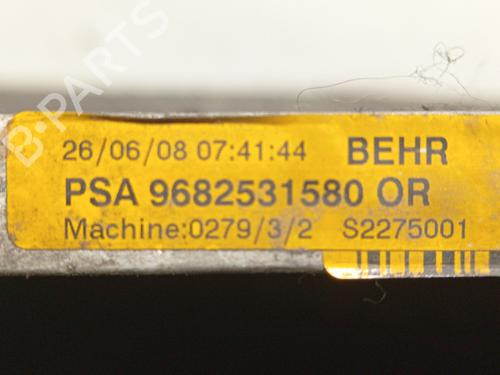 B-PARTS
26/06/08 07:41:44 BEHR
PSA 9682531580 OR
Machine:0279/3/2 S2275001